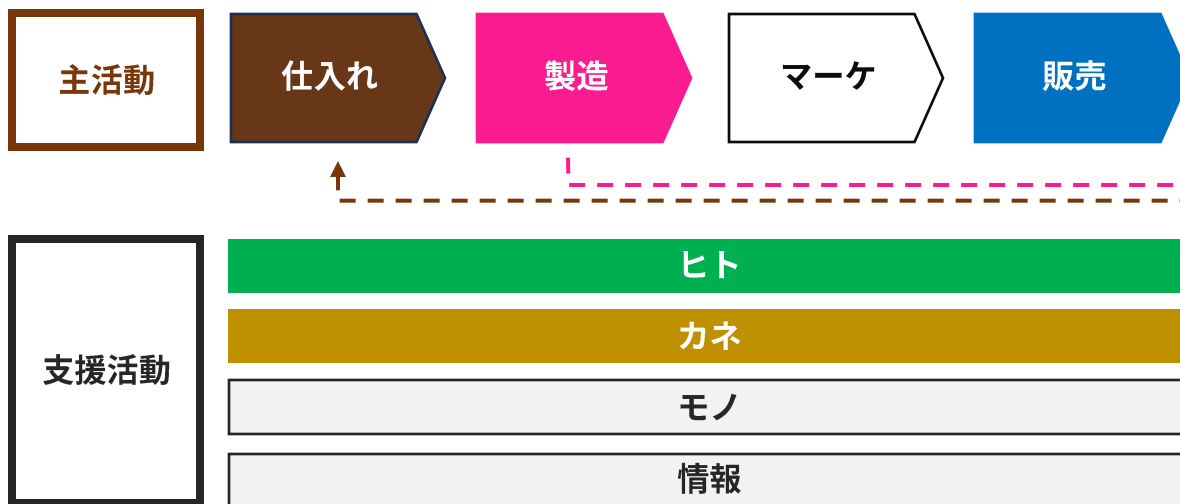 主活動
仕入れ
製造
マーケ
販売
支援活動
ヒト
カネ
モノ
情報